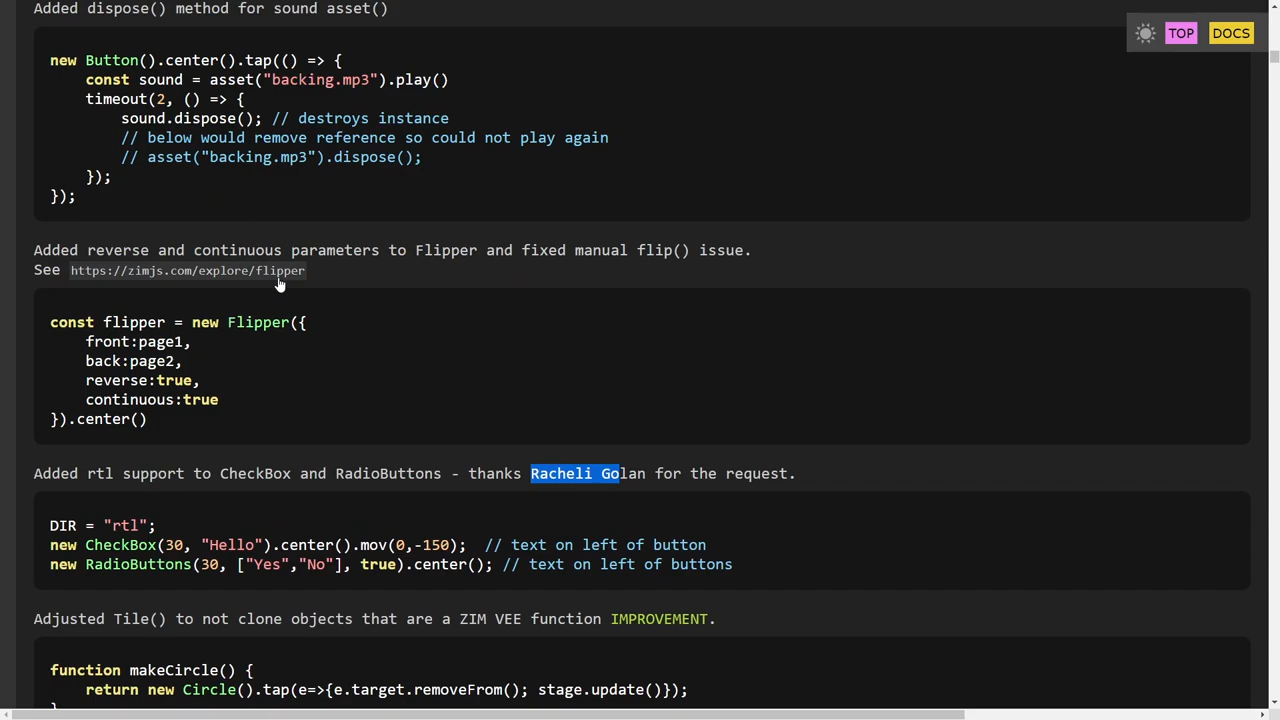 Added dispose() method for sound asset()
TOP
DOCS
new Button().center().tap(() => {
const sound = asset("backing.mp3").play()
timeout(2, () => {
sound.dispose(); // destroys instance
// below would remove reference so could not play again
// asset("backing.mp3").dispose();
});
});
Added reverse and continuous parameters to Flipper and fixed manual flip() issue.
See https://zimjs.com/explore/flipper
const flipper = new Flipper({
front:page1,
back:page2,
reverse:true,
continuous:true
}).center()
Added rtl support to CheckBox and RadioButtons - thanks Racheli Golan for the request.
DIR = "rtl";
new CheckBox(30, "Hello").center().mov(0,-150);  // text on left of button
new RadioButtons(30, ["Yes","No"], true).center(); // text on left of buttons
Adjusted Tile() to not clone objects that are a ZIM VEE function IMPROVEMENT.
function makeCircle() {
return new Circle().tap(e=>{e.target.removeFrom(); stage.update()});
}